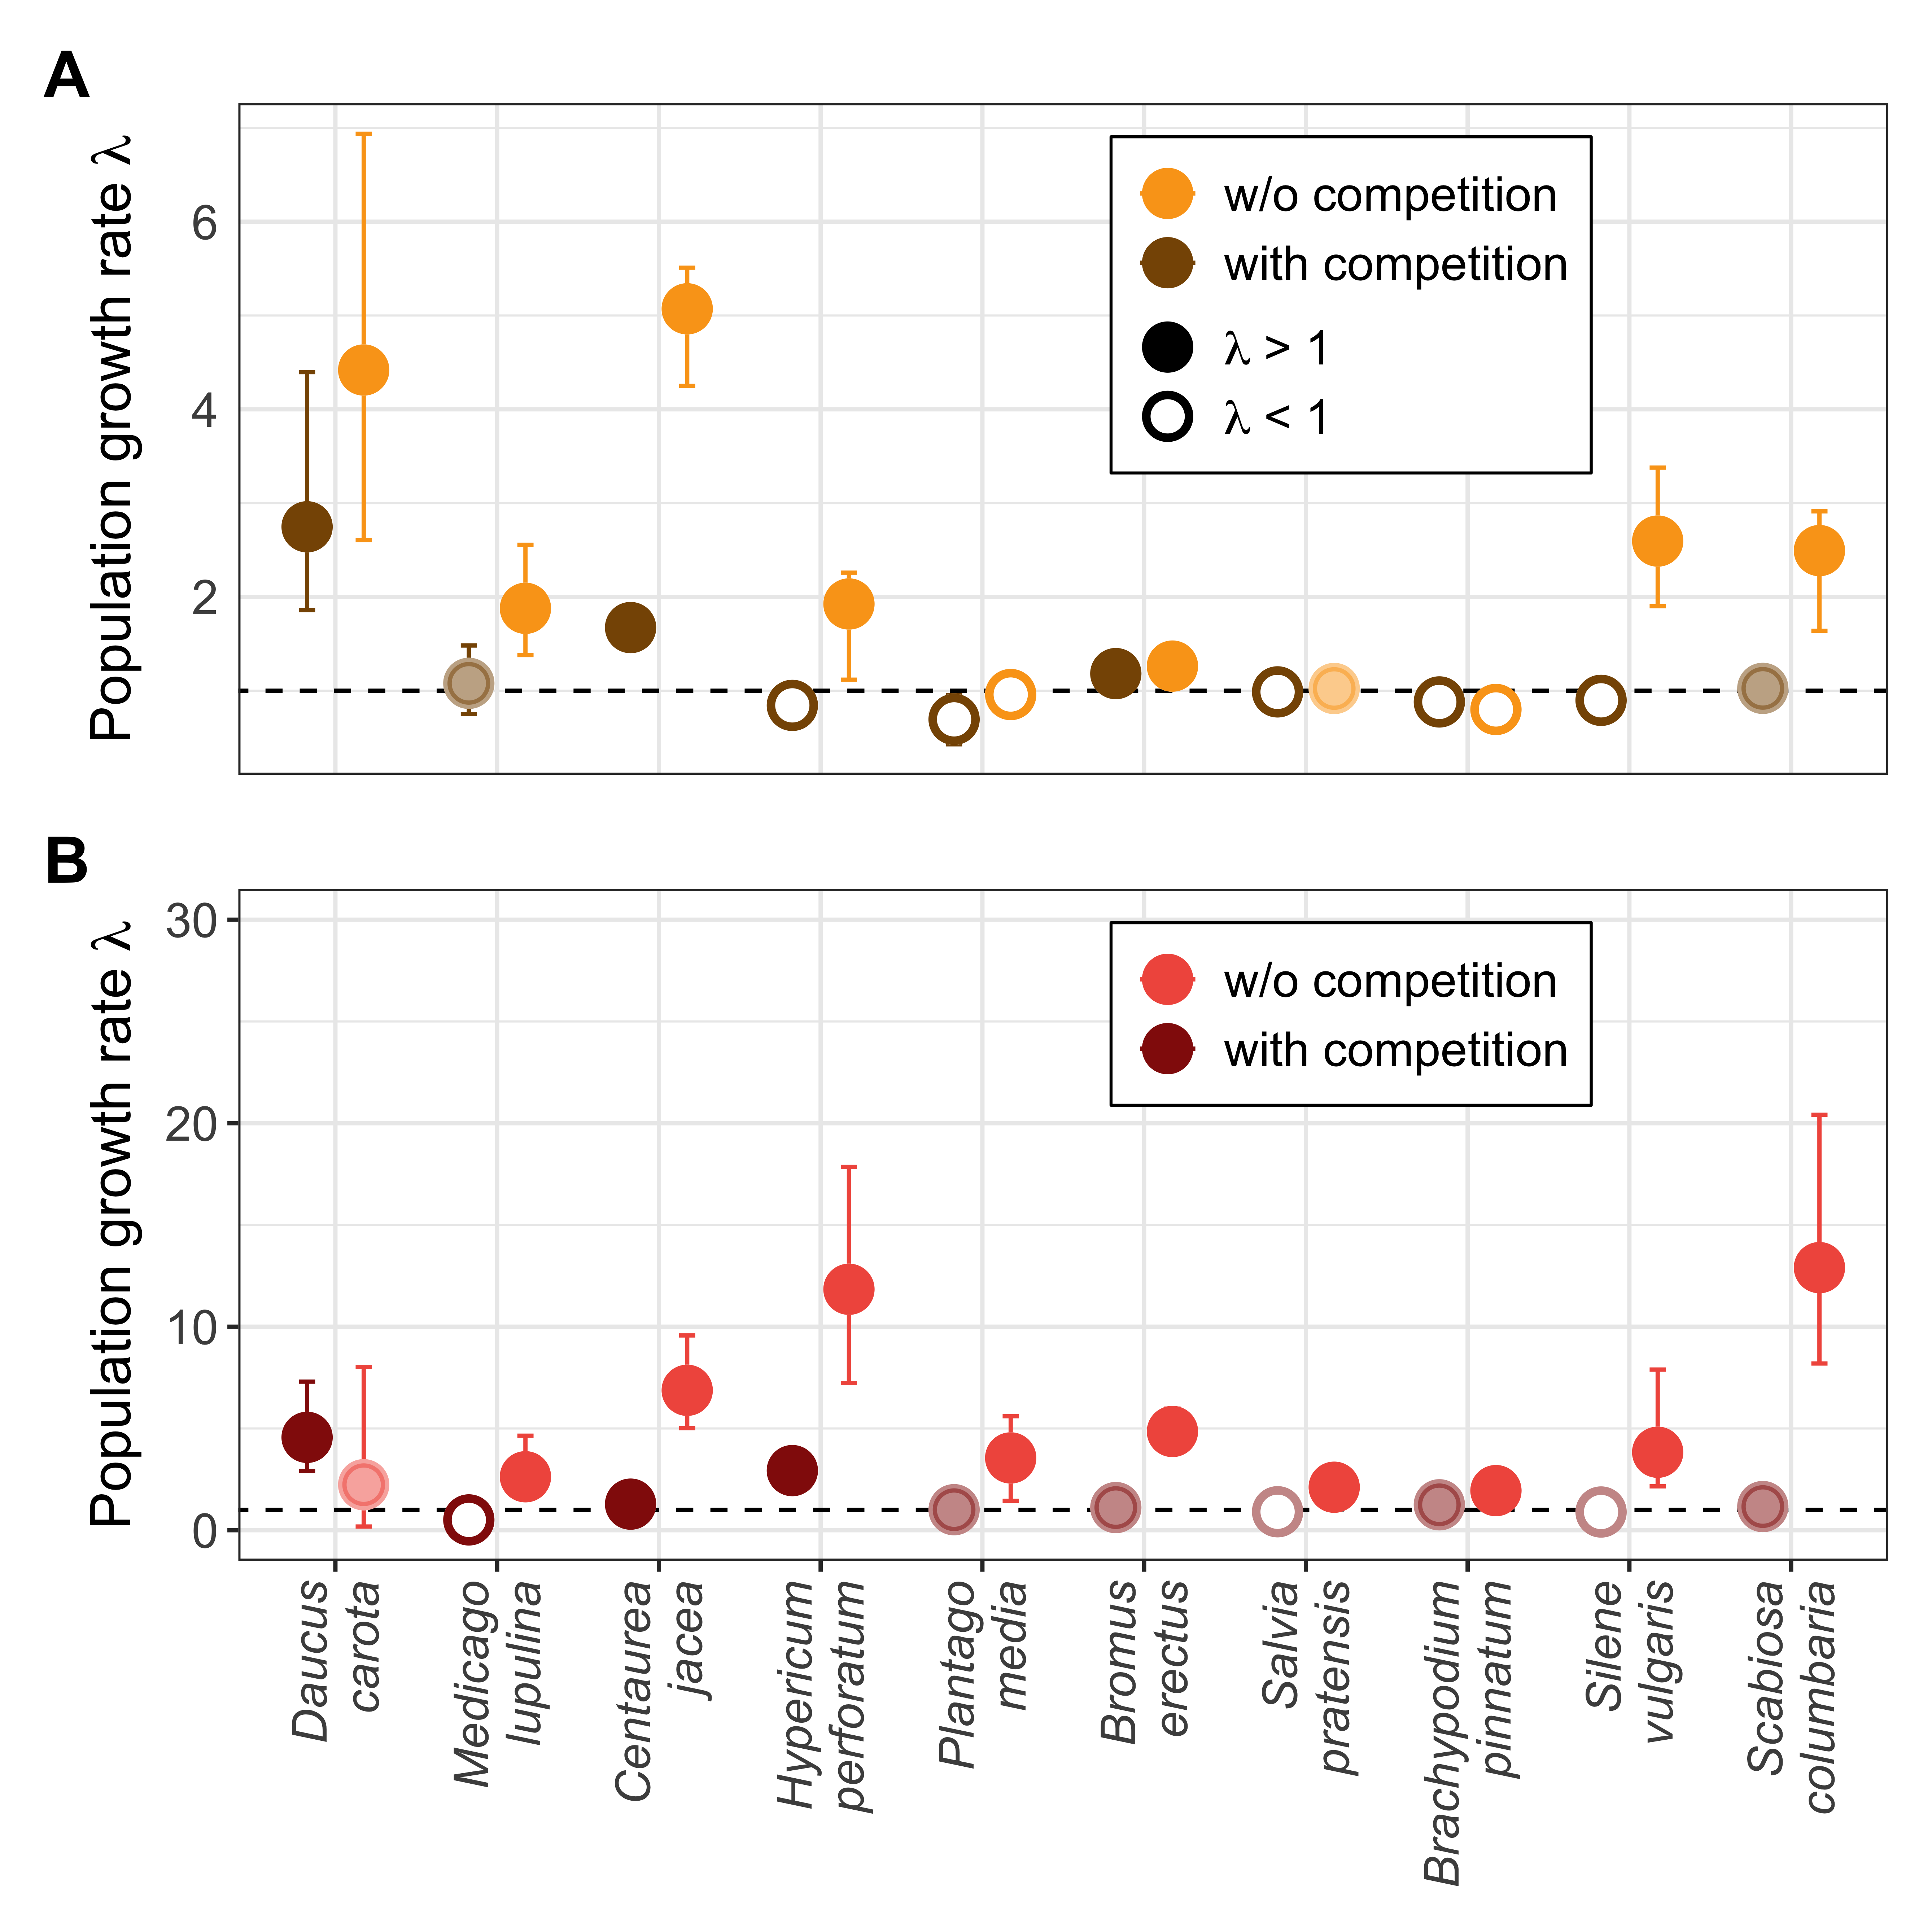 A
Population growth rate λ
6
4
2
w/o competition
with competition
λ > 1
λ < 1
B
Population growth rate λ
30
20
10
0
w/o competition
with competition
Daucus
carota
Medicago
lupulina
Centaurea
jacea
Hypericum
perforatum
Plantago
media
Bromus
erectus
Salvia
pratensis
Brachypodium
pinnatum
Silene
vulgaris
Scabiosa
columbaria